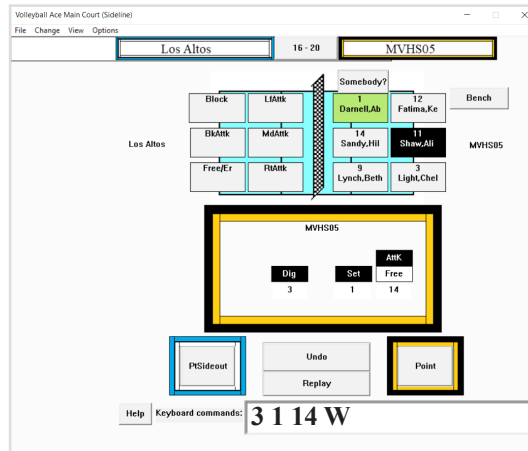 Volleyball Ace Main Court (Sideline)
File Change View Options
Los Altos 16 - 20 MVHS05
Somebody?
Block LfAttk 1 Darnell,Ab 12 Fatima,Ke Bench
Los Altos BkAttk MdAttk 14 Sandy,Hil 11 Shaw,Ali MVHS05
Free/Er RtAttk 9 Lynch,Beth 3 Light,Chel
MVHS05
AttK
Dig Set Free
3 1 14
PtSideout Undo Point
Replay
Help Keyboard commands: 3 1 14 W